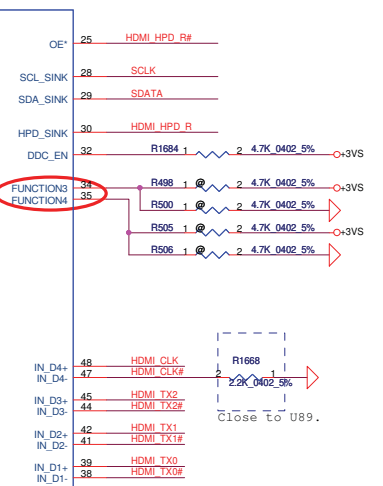 OE* 25 HDMI_HPD_R#
SCL_SINK 28 SCLK
SDA_SINK 29 SDATA
HPD_SINK 30 HDMI_HPD_R
DDC_EN 32 R1684 1 2 4.7K_0402_5% +3VS
FUNCTION3 34 R498 1 @ 2 4.7K_0402_5% +3VS
FUNCTION4 35 R500 1 @ 2 4.7K_0402_5%
R505 1 @ 2 4.7K_0402_5% +3VS
R506 1 @ 2 4.7K_0402_5%
IN_D4+ 48 HDMI_CLK R1668
IN_D4- 47 HDMI_CLK# 2 1
2.2K_0402_5%
IN_D3+ 45 HDMI_TX2
IN_D3- 44 HDMI_TX2# Close to U89.
IN_D2+ 42 HDMI_TX1
IN_D2- 41 HDMI_TX1#
IN_D1+ 39 HDMI_TX0
IN_D1- 38 HDMI_TX0#